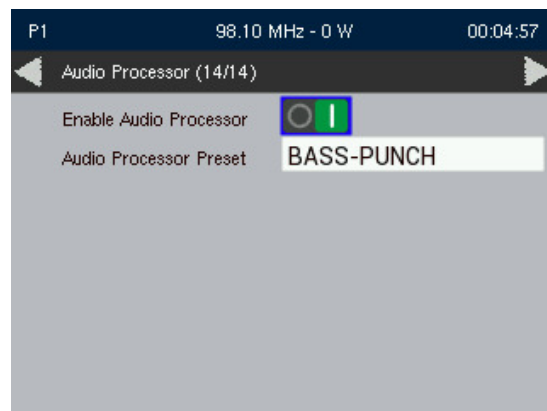 P1 98.10 MHz - 0 W 00:04:57
Audio Processor (14/14)
Enable Audio Processor
Audio Processor Preset BASS-PUNCH